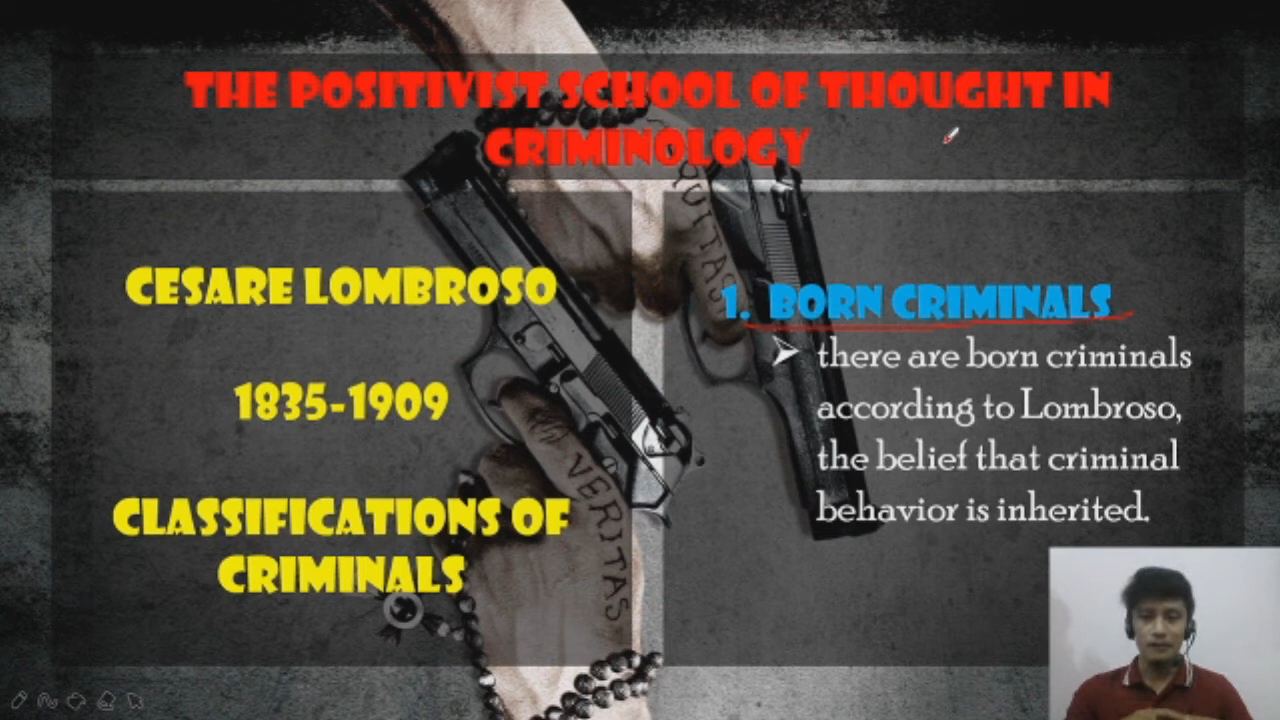 THE POSITIVIST SCHOOL OF THOUGHT IN
CRIMINOLOGY
CESARE LOMBROSO
1835-1909
CLASSIFICATIONS OF
CRIMINALS
1. BORN CRIMINALS
➢ there are born criminals
according to Lombroso,
the belief that criminal
behavior is inherited.
VERITAS